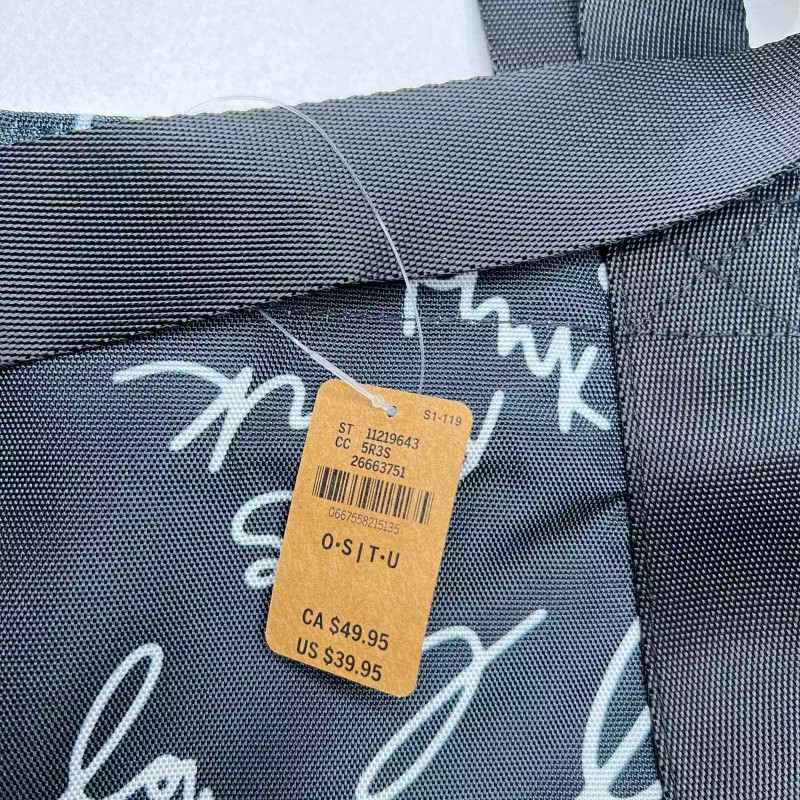 S1-119
ST 11219643
CC 5R3S
26663751
0667558215135
O·S|T·U
CA $49.95
US $39.95